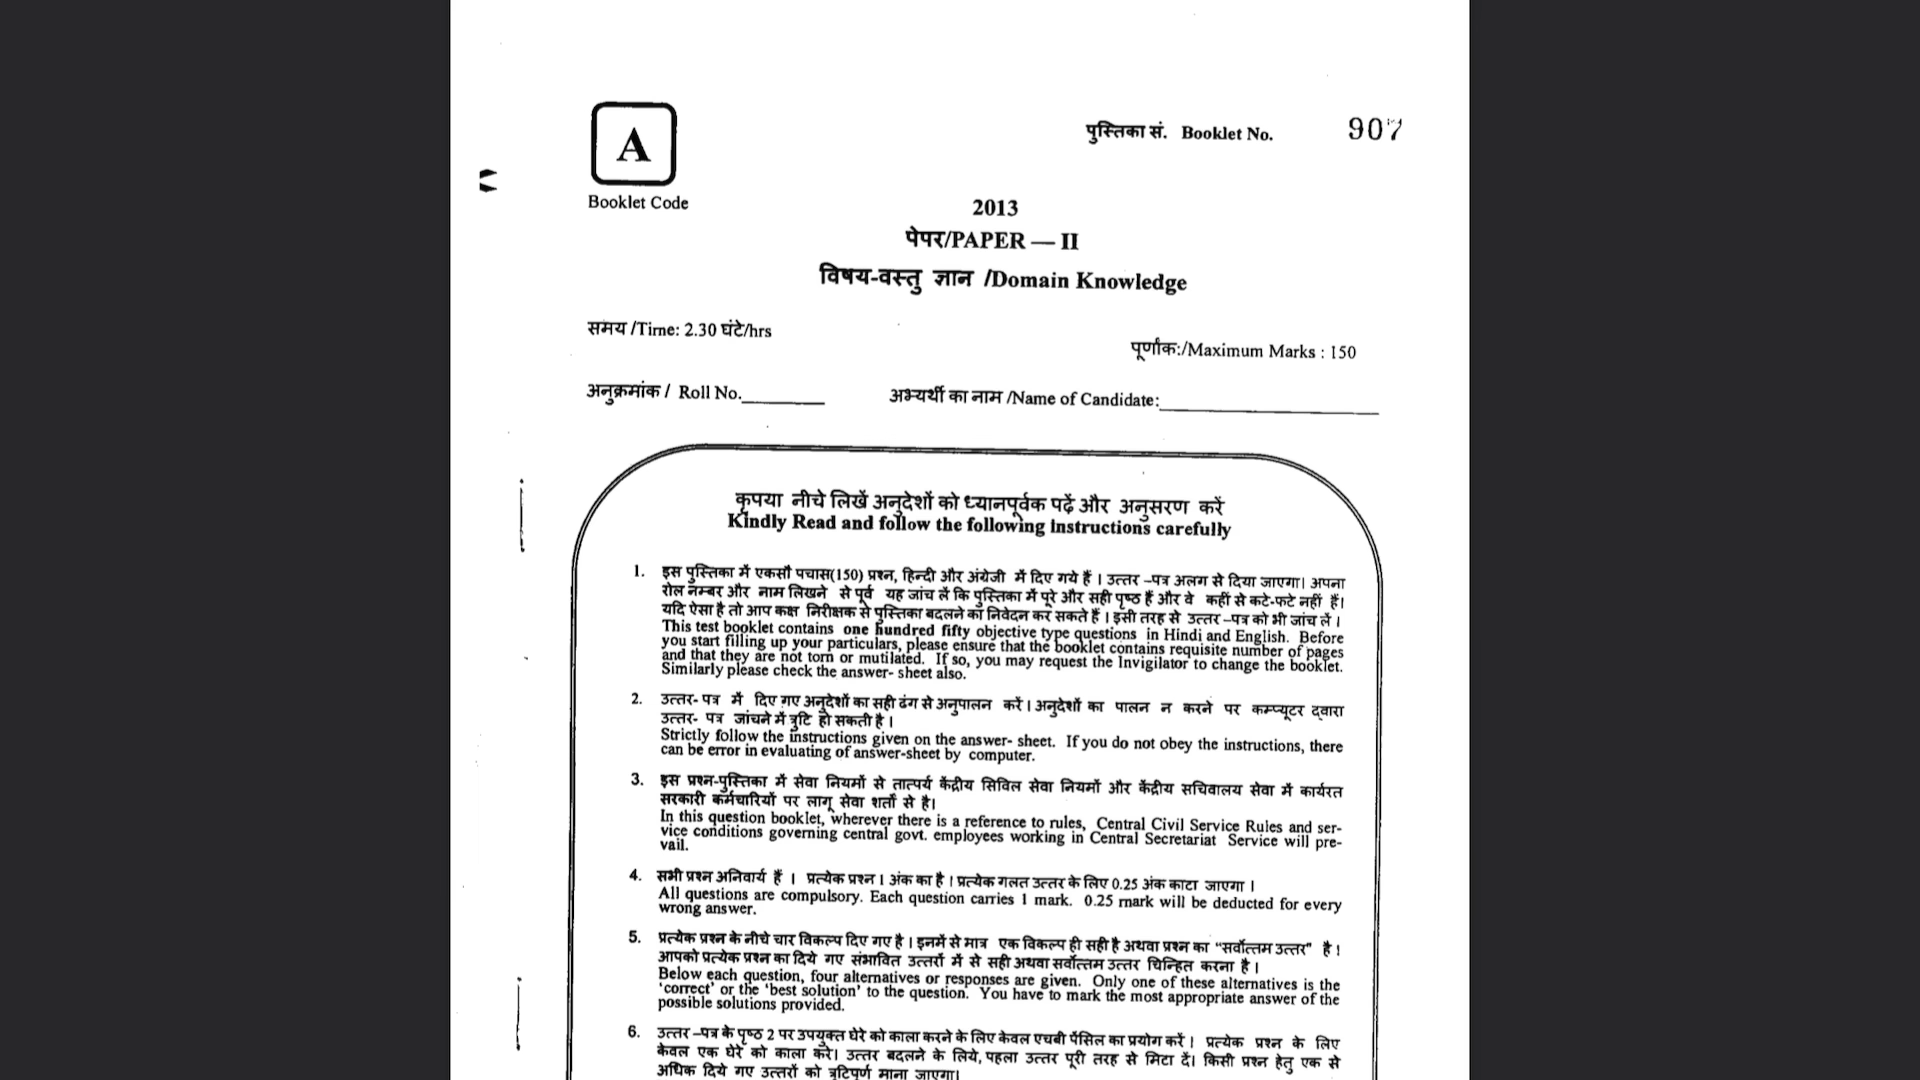 A
Booklet Code
पुस्तिका सं. Booklet No. 907
2013
पेपर/PAPER — II
विषय-वस्तु ज्ञान /Domain Knowledge
समय /Time: 2.30 घंटे/hrs
पूर्णांक:/Maximum Marks : 150
अनुक्रमांक / Roll No.
अभ्यर्थी का नाम /Name of Candidate:
कृपया नीचे लिखें अनुदेशों को ध्यानपूर्वक पढ़ें और अनुसरण करें
Kindly Read and follow the following instructions carefully
1. इस पुस्तिका में एकसौ पचास(150) प्रश्न, हिन्दी और अंग्रेजी में दिए गये हैं । उत्तर –पत्र अलग से दिया जाएगा। अपना
रोल नम्बर और नाम लिखने से पूर्व यह जांच लें कि पुस्तिका में पूरे और सही पृष्ठ हैं और वे कहीं से कटे-फटे नहीं हैं।
यदि ऐसा है तो आप कक्ष निरीक्षक से पुस्तिका बदलने का निवेदन कर सकते हैं । इसी तरह से उत्तर –पत्र को भी जांच लें ।
This test booklet contains one hundred fifty objective type questions in Hindi and English. Before
you start filling up your particulars, please ensure that the booklet contains requisite number of pages
and that they are not torn or mutilated. If so, you may request the Invigilator to change the booklet.
Similarly please check the answer- sheet also.
2. उत्तर- पत्र में दिए गए अनुदेशों का सही ढंग से अनुपालन करें । अनुदेशों का पालन न करने पर कम्प्यूटर द्वारा
उत्तर- पत्र जांचने में त्रुटि हो सकती है ।
Strictly follow the instructions given on the answer- sheet. If you do not obey the instructions, there
can be error in evaluating of answer-sheet by computer.
3. इस प्रश्न-पुस्तिका में सेवा नियमों से तात्पर्य केंद्रीय सिविल सेवा नियमों और केंद्रीय सचिवालय सेवा में कार्यरत
सरकारी कर्मचारियों पर लागू सेवा शर्तों से है।
In this question booklet, wherever there is a reference to rules, Central Civil Service Rules and ser-
vice conditions governing central govt. employees working in Central Secretariat Service will pre-
vail.
4. सभी प्रश्न अनिवार्य हैं । प्रत्येक प्रश्न 1 अंक का है । प्रत्येक गलत उत्तर के लिए 0.25 अंक काटा जाएगा ।
All questions are compulsory. Each question carries 1 mark. 0.25 mark will be deducted for every
wrong answer.
5. प्रत्येक प्रश्न के नीचे चार विकल्प दिए गए है । इनमें से मात्र एक विकल्प ही सही है अथवा प्रश्न का "सर्वोत्तम उत्तर" है ।
आपको प्रत्येक प्रश्न का दिये गए संभावित उत्तरों में से सही अथवा सर्वोत्तम उत्तर चिन्हित करना है ।
Below each question, four alternatives or responses are given. Only one of these alternatives is the
'correct' or the 'best solution' to the question. You have to mark the most appropriate answer of the
possible solutions provided.
6. उत्तर –पत्र के पृष्ठ 2 पर उपयुक्त घेरे को काला करने के लिए केवल एचबी पेंसिल का प्रयोग करें । प्रत्येक प्रश्न के लिए
केवल एक घेरे को काला करें। उत्तर बदलने के लिये, पहला उत्तर पूरी तरह से मिटा दें। किसी प्रश्न हेतु एक से
अधिक दिये गए उत्तरों को त्रुटिपूर्ण माना जाएगा।